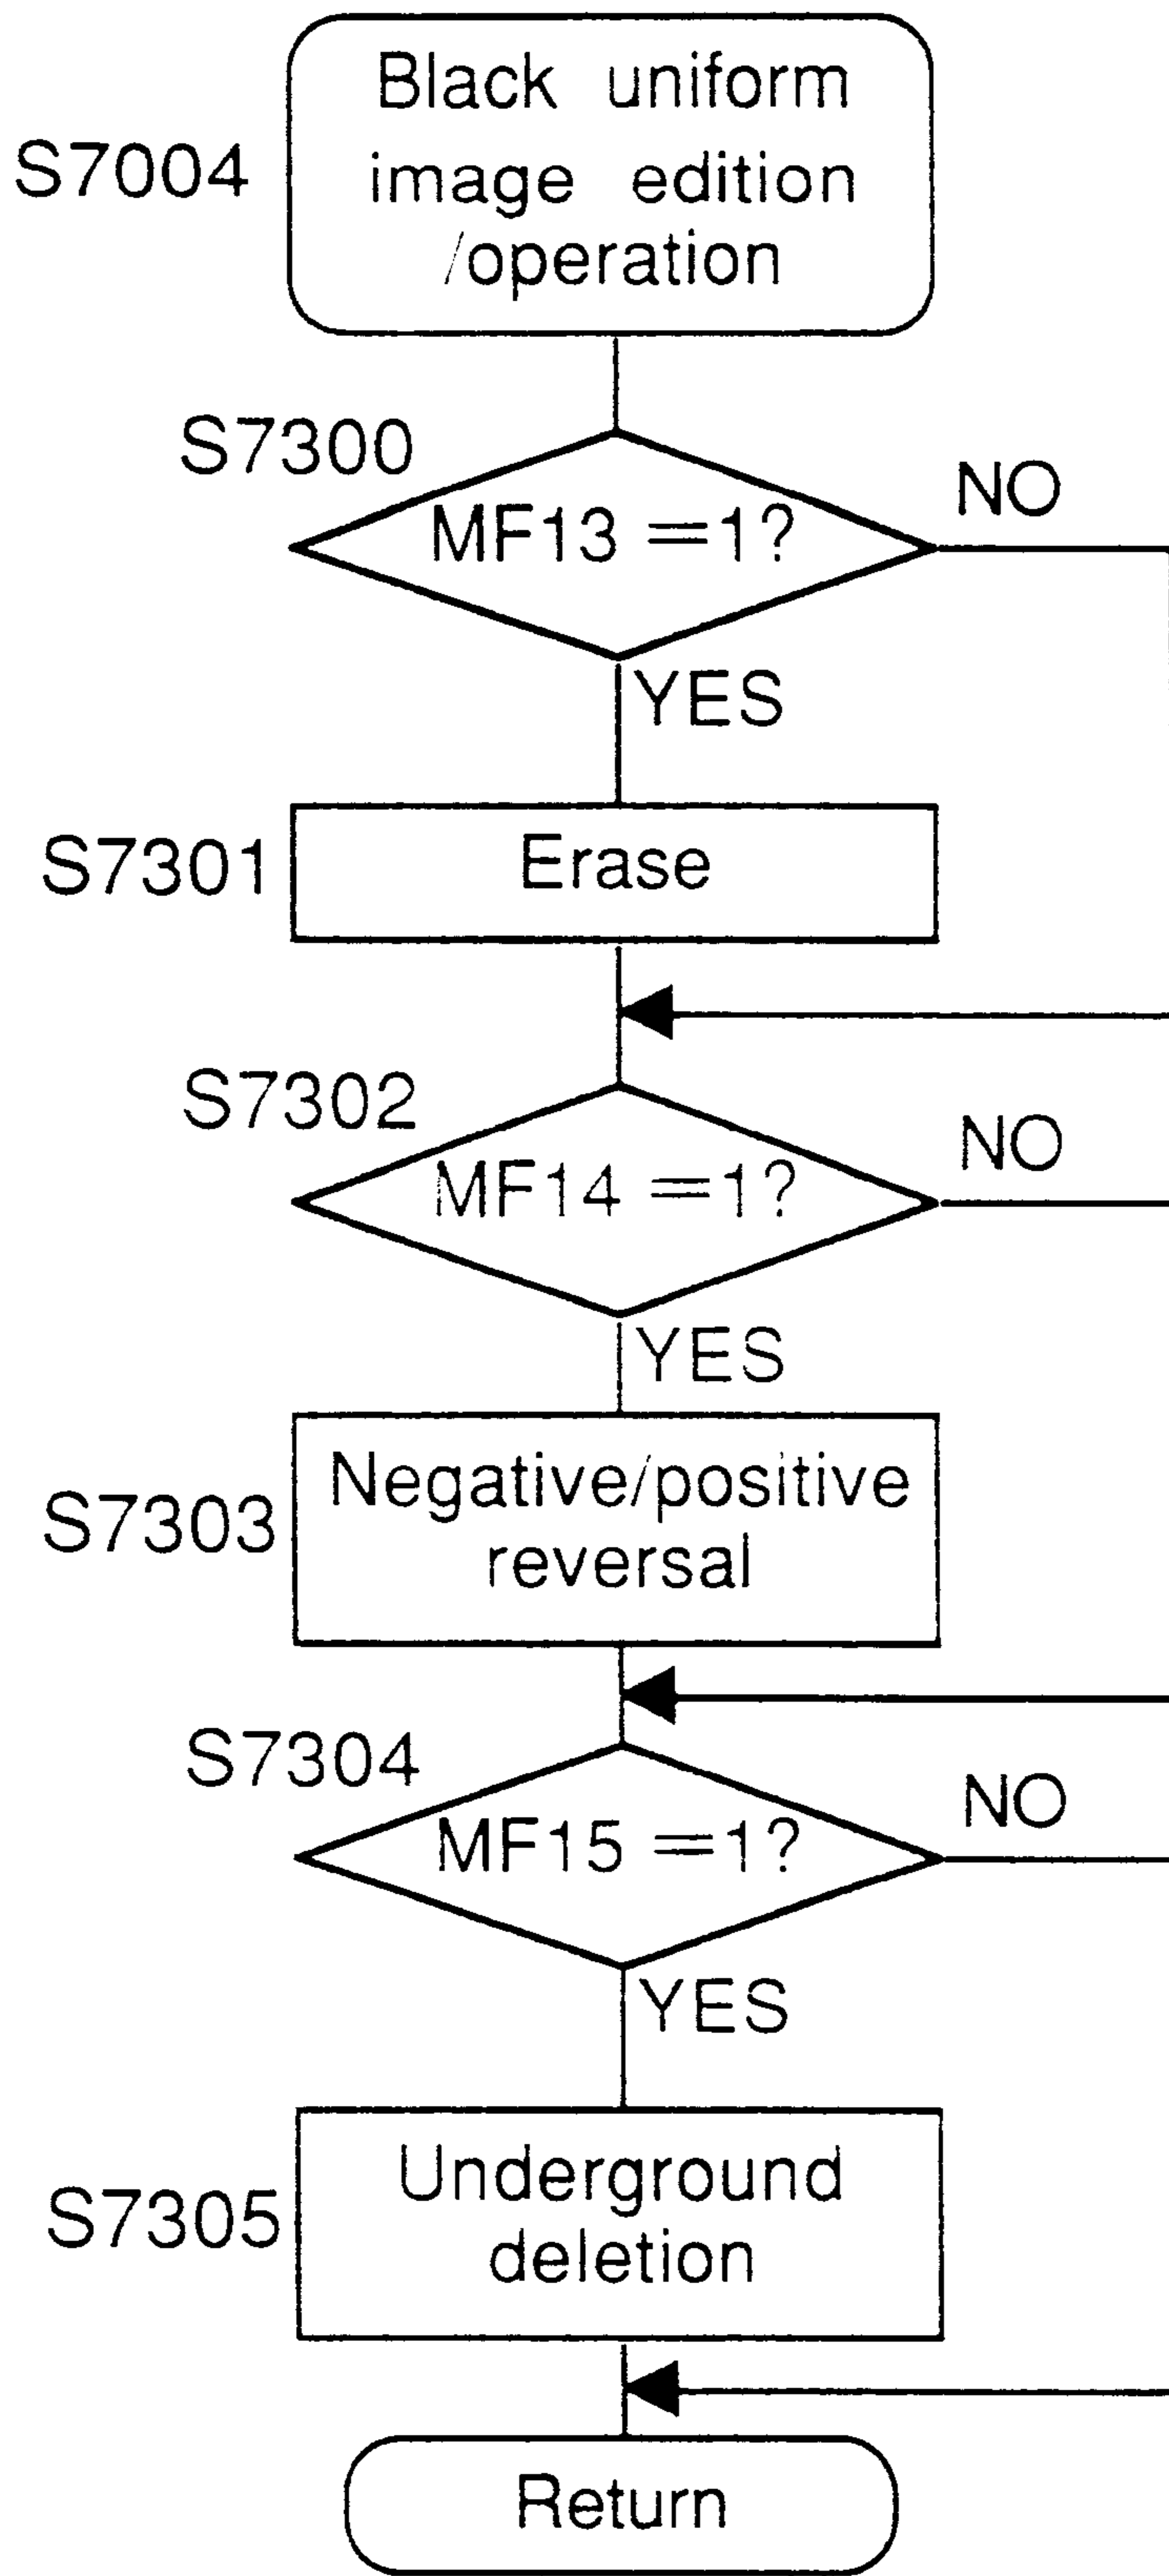 Black uniform
S7004
image edition
/operation
S7300
MF13 =1?
NO
YES
S7301
Erase
S7302
MF14 =1?
NO
YES
S7303
Negative/positive
reversal
S7304
MF15 =1?
NO
YES
S7305
Underground
deletion
Return